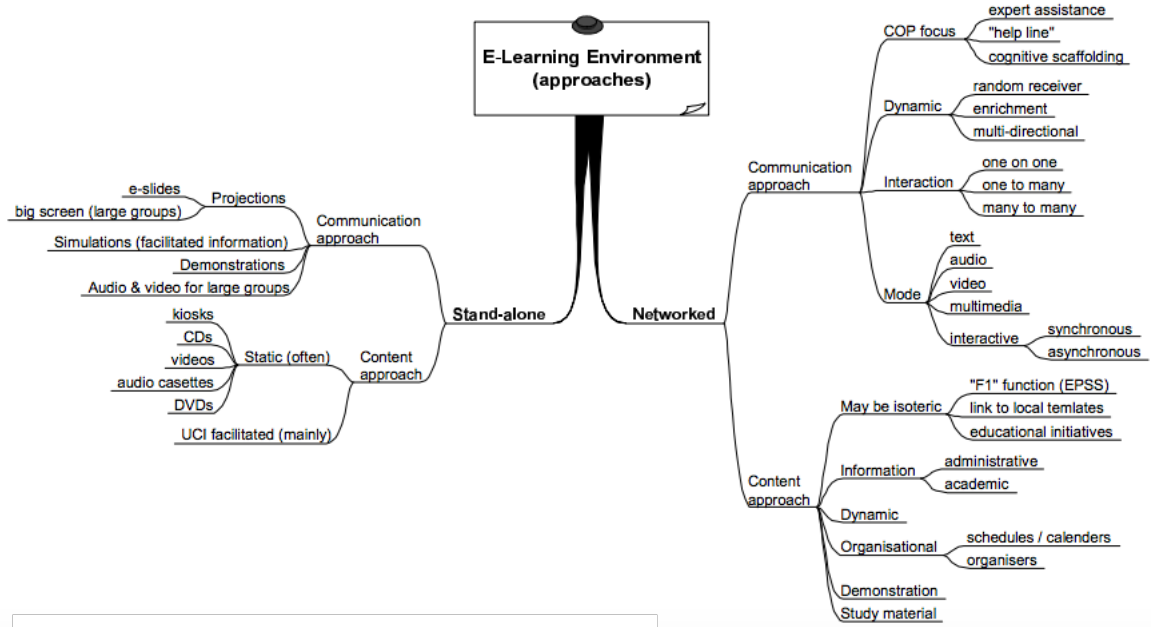 E-Learning Environment
(approaches)
Stand-alone
Communication
approach
Projections
e-slides
big screen (large groups)
Simulations (facilitated information)
Demonstrations
Audio & video for large groups
Content
approach
Static (often)
kiosks
CDs
videos
audio casettes
DVDs
UCI facilitated (mainly)
Networked
Communication
approach
COP focus
expert assistance
"help line"
cognitive scaffolding
Dynamic
random receiver
enrichment
multi-directional
Interaction
one on one
one to many
many to many
Mode
text
audio
video
multimedia
interactive
synchronous
asynchronous
Content
approach
May be isoteric
"F1" function (EPSS)
link to local temlates
educational initiatives
Information
administrative
academic
Dynamic
Organisational
schedules / calenders
organisers
Demonstration
Study material